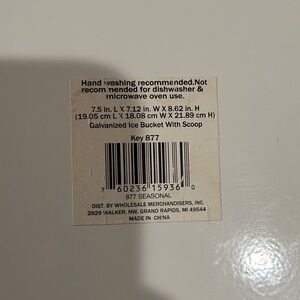 Hand washing recommended.Not
recommended for dishwasher &
microwave oven use.
7.5 in. L X 7.12 in. W X 8.62 in. H
(19.05 cm L X 18.08 cm W X 21.89 cm H)
Galvanized Ice Bucket With Scoop
Key 877
7 60236 15936 0
877 SEASONAL
DIST. BY WHOLESALE MERCHANDISERS, INC.
2929 WALKER, NW, GRAND RAPIDS, MI 49544
MADE IN CHINA